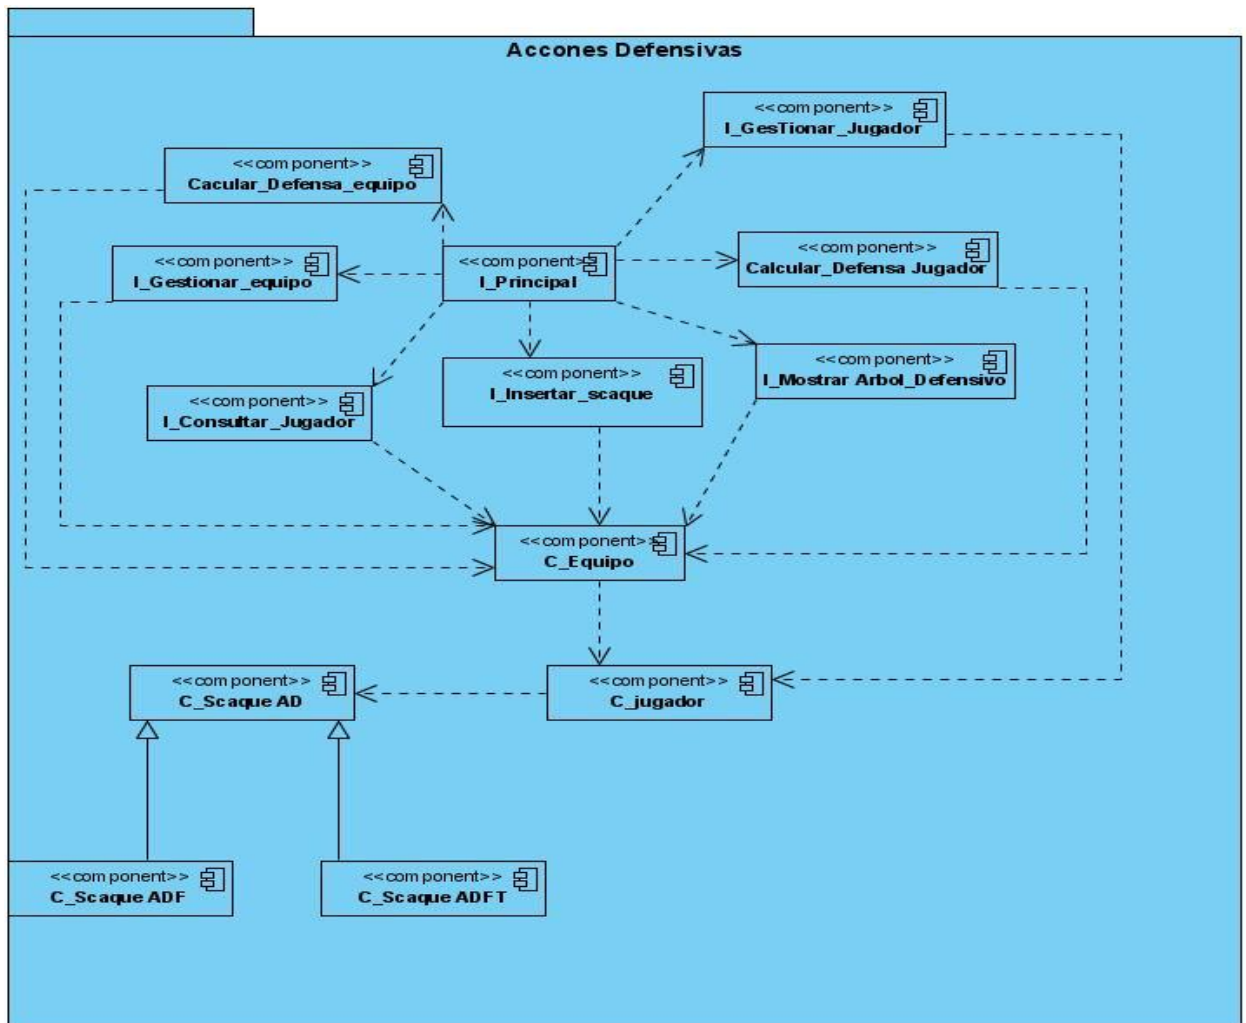 Accones Defensivas
<<component>>
I_GesTionar_Jugador
<<component>>
Cacular_Defensa_equipo
<<component>>
I_Gestionar_equipo
<<component>>
I_Principal
<<component>>
Calcular_Defensa Jugador
<<component>>
I_Insertar_scaque
<<component>>
I_Mostrar Arbol_Defensivo
<<component>>
I_Consultar_Jugador
<<component>>
C_Equipo
<<component>>
C_Scaque AD
<<component>>
C_jugador
<<component>>
C_Scaque ADF
<<component>>
C_Scaque ADFT